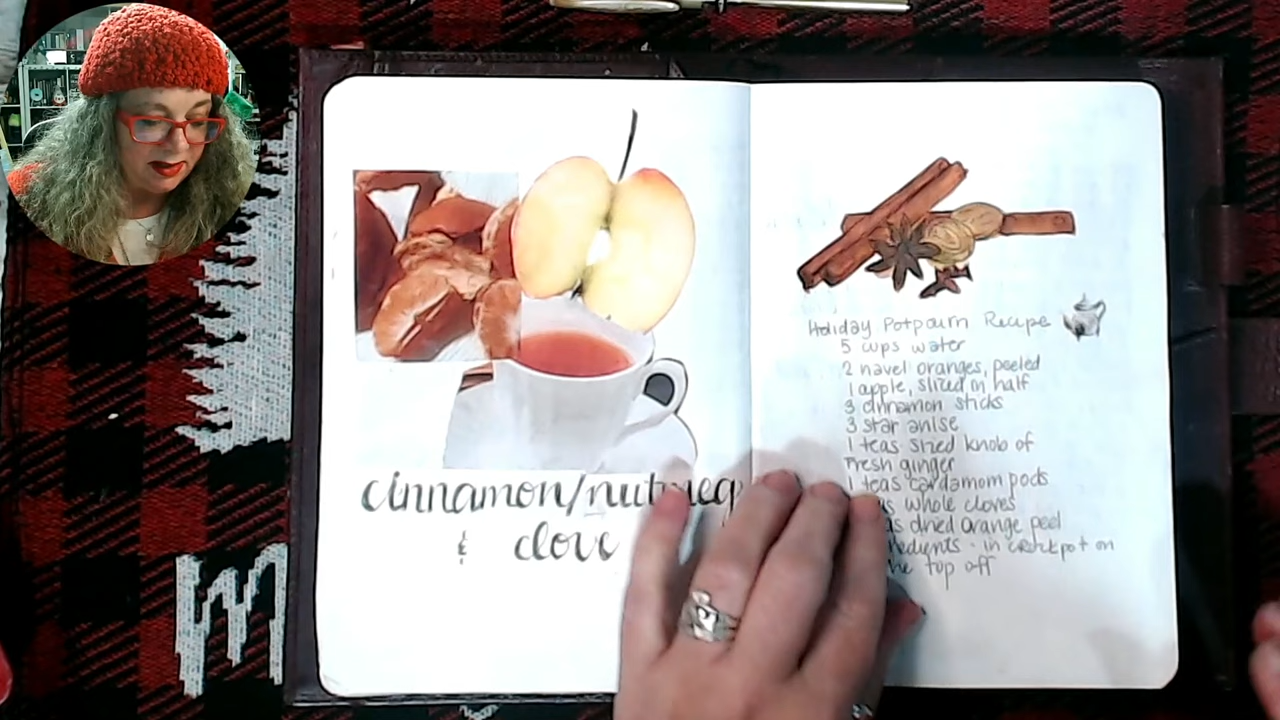 cinnamon/nutmeg
& clove
Holiday Potpourri Recipe
5 cups water
2 navel oranges, peeled
1 apple, sliced in half
3 cinnamon sticks
3 star anise
1 teas sized knob of
fresh ginger
1 teas cardamom pods
whole cloves
dried orange peel
in crockpot on
top off
m